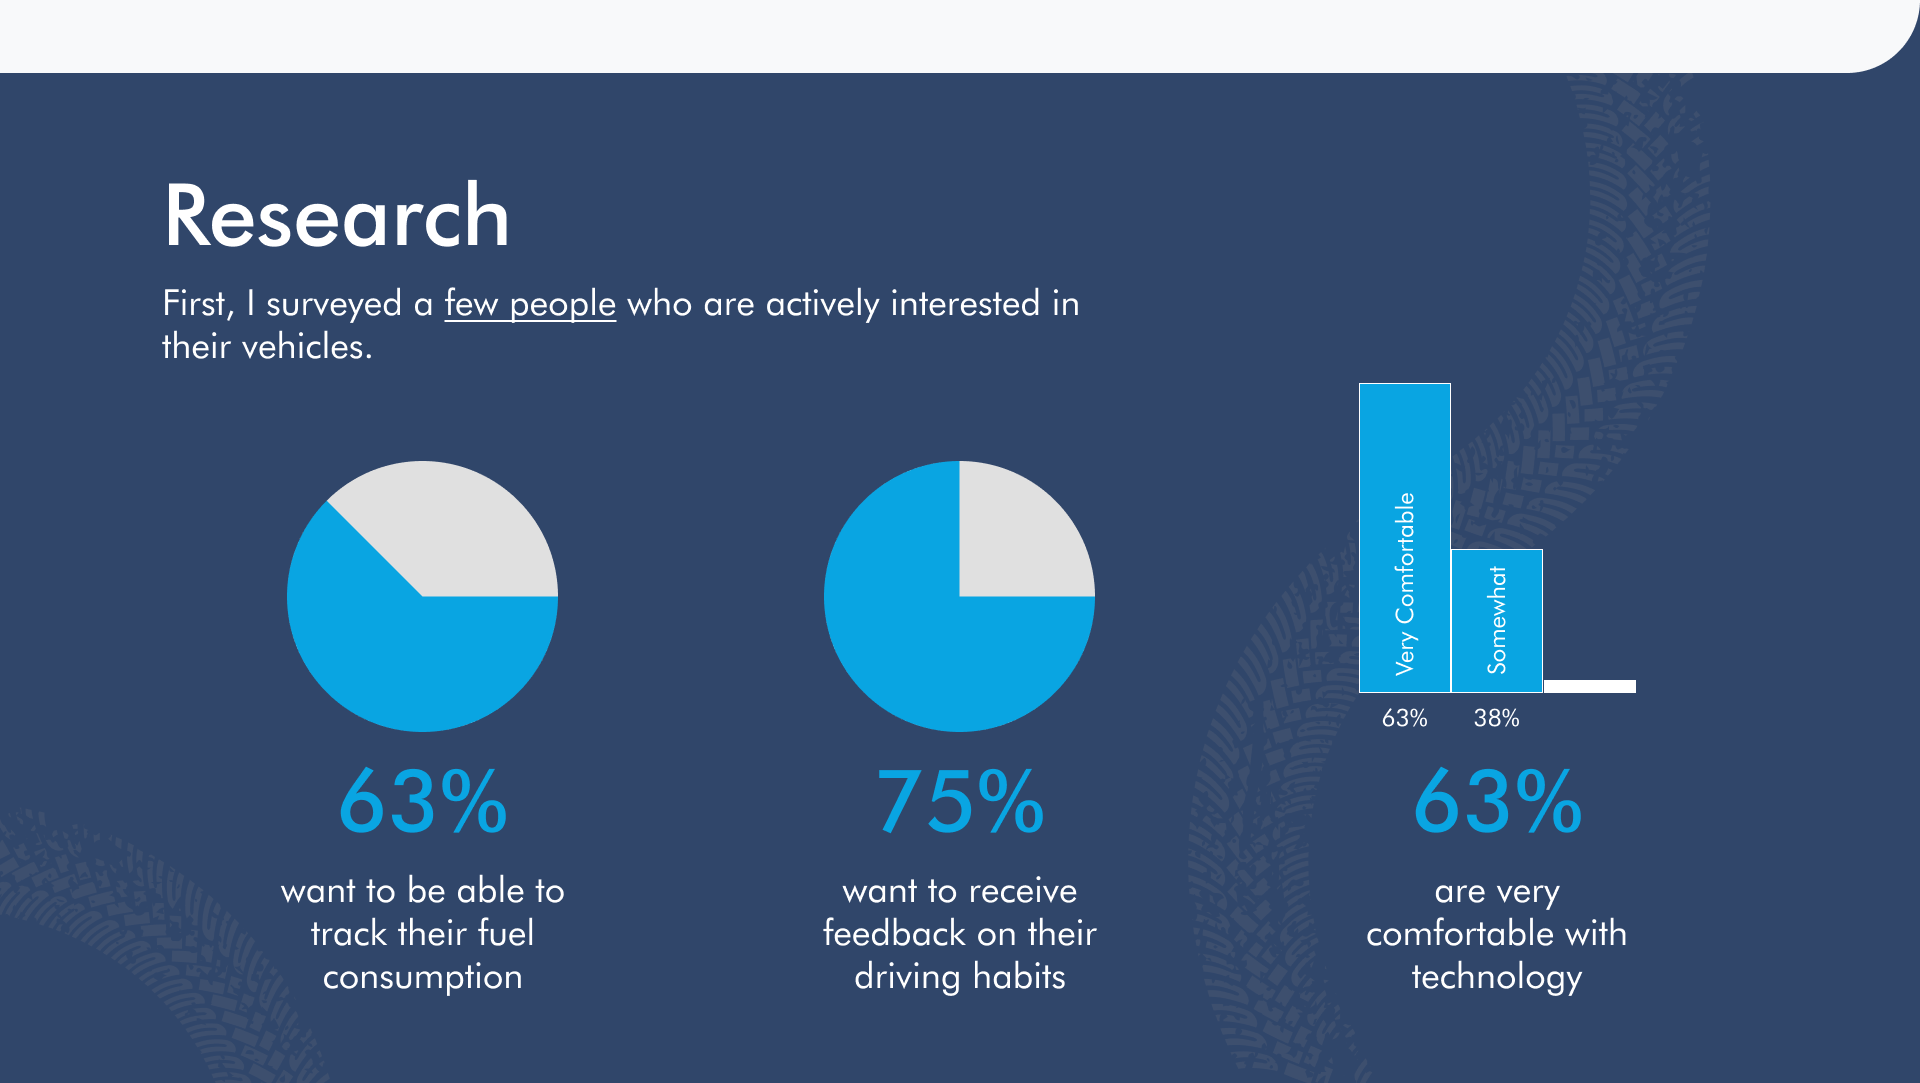 Research
First, I surveyed a few people who are actively interested in
their vehicles.
63%
want to be able to
track their fuel
consumption
75%
want to receive
feedback on their
driving habits
Very Comfortable
Somewhat
63%
38%
63%
are very
comfortable with
technology